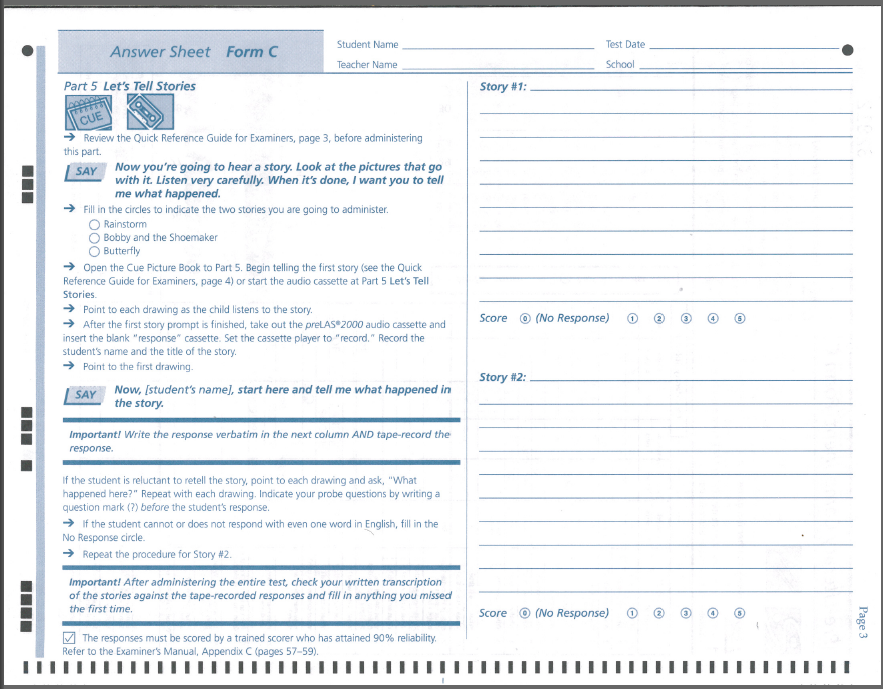 Answer Sheet Form C
Student Name
Test Date
Teacher Name
School
Part 5 Let's Tell Stories
CUE
→ Review the Quick Reference Guide for Examiners, page 3, before administering
this part.
SAY
Now you're going to hear a story. Look at the pictures that go
with it. Listen very carefully. When it's done, I want you to tell
me what happened.
→ Fill in the circles to indicate the two stories you are going to administer.
Rainstorm
Bobby and the Shoemaker
Butterfly
→ Open the Cue Picture Book to Part 5. Begin telling the first story (see the Quick
Reference Guide for Examiners, page 4) or start the audio cassette at Part 5 Let's Tell
Stories.
→ Point to each drawing as the child listens to the story.
→ After the first story prompt is finished, take out the preLAS®2000 audio cassette and
insert the blank "response" cassette. Set the cassette player to "record." Record the
student's name and the title of the story.
→ Point to the first drawing.
SAY
Now, [student's name], start here and tell me what happened in
the story.
Important! Write the response verbatim in the next column AND tape-record the
response.
If the student is reluctant to retell the story, point to each drawing and ask, "What
happened here?" Repeat with each drawing. Indicate your probe questions by writing a
question mark (?) before the student's response.
→ If the student cannot or does not respond with even one word in English, fill in the
No Response circle.
→ Repeat the procedure for Story #2.
Important! After administering the entire test, check your written transcription
of the stories against the tape-recorded responses and fill in anything you missed
the first time.
The responses must be scored by a trained scorer who has attained 90% reliability.
Refer to the Examiner's Manual, Appendix C (pages 57–59).
Story #1:
Score 0 (No Response) 1 2 3 4 5
Story #2:
Score 0 (No Response) 1 2 3 4 5
Page 3